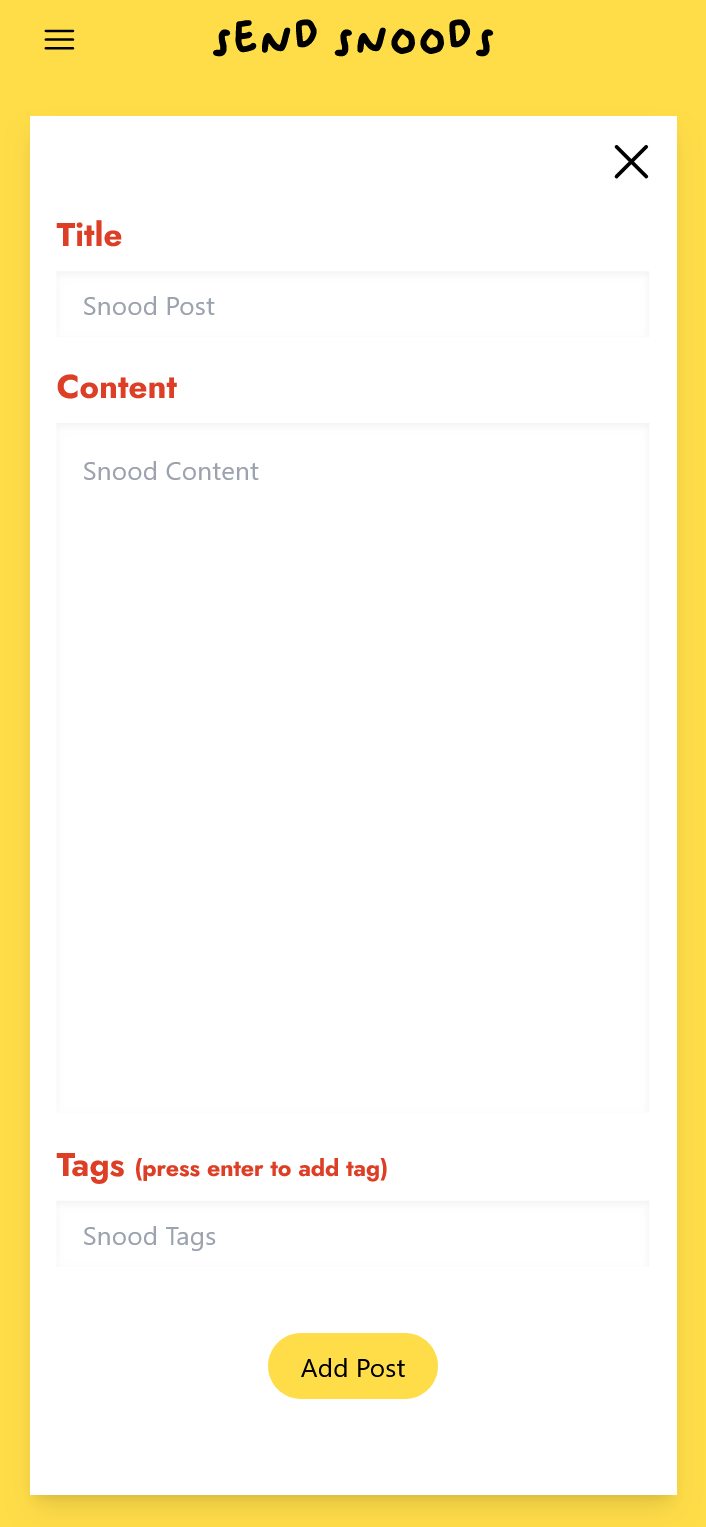 SEND SNOODS
Title
Snood Post
Content
Snood Content
Tags (press enter to add tag)
Snood Tags
Add Post